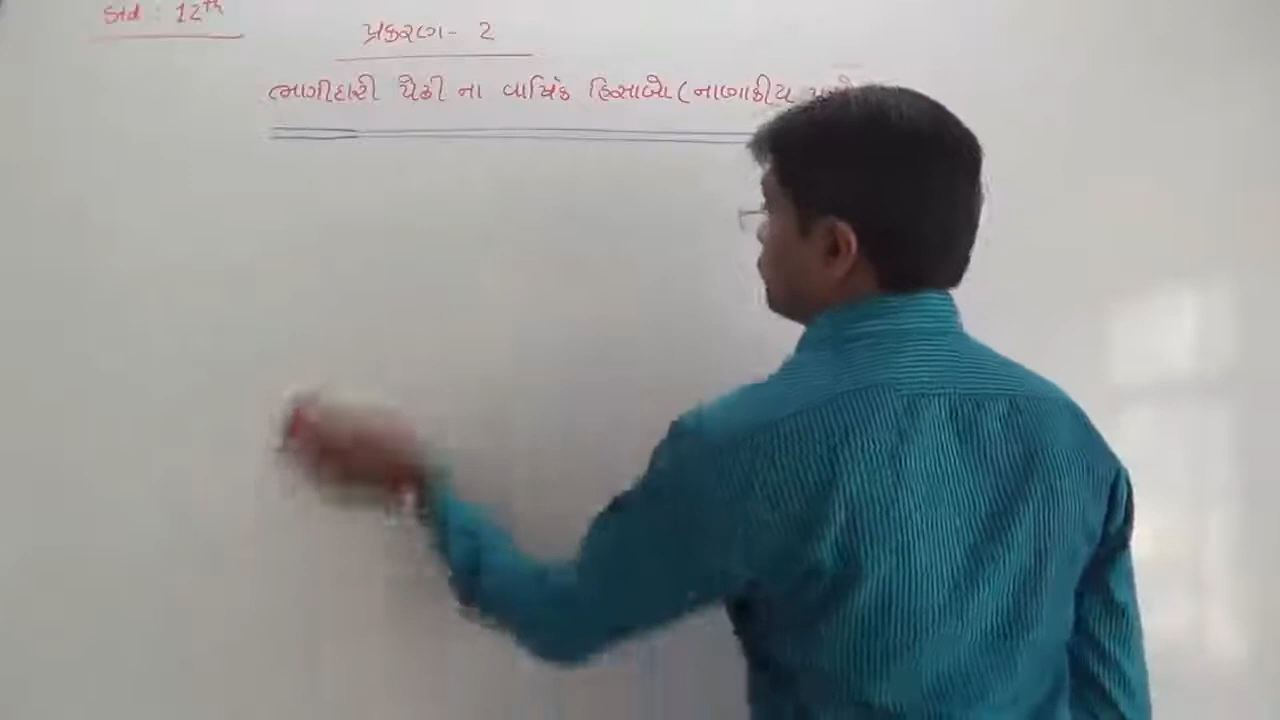 Std : 12th
પ્રકરણ- 2
ભાગીદારી પેઢી ના વાર્ષિક હિસાબો (નાણાકીય